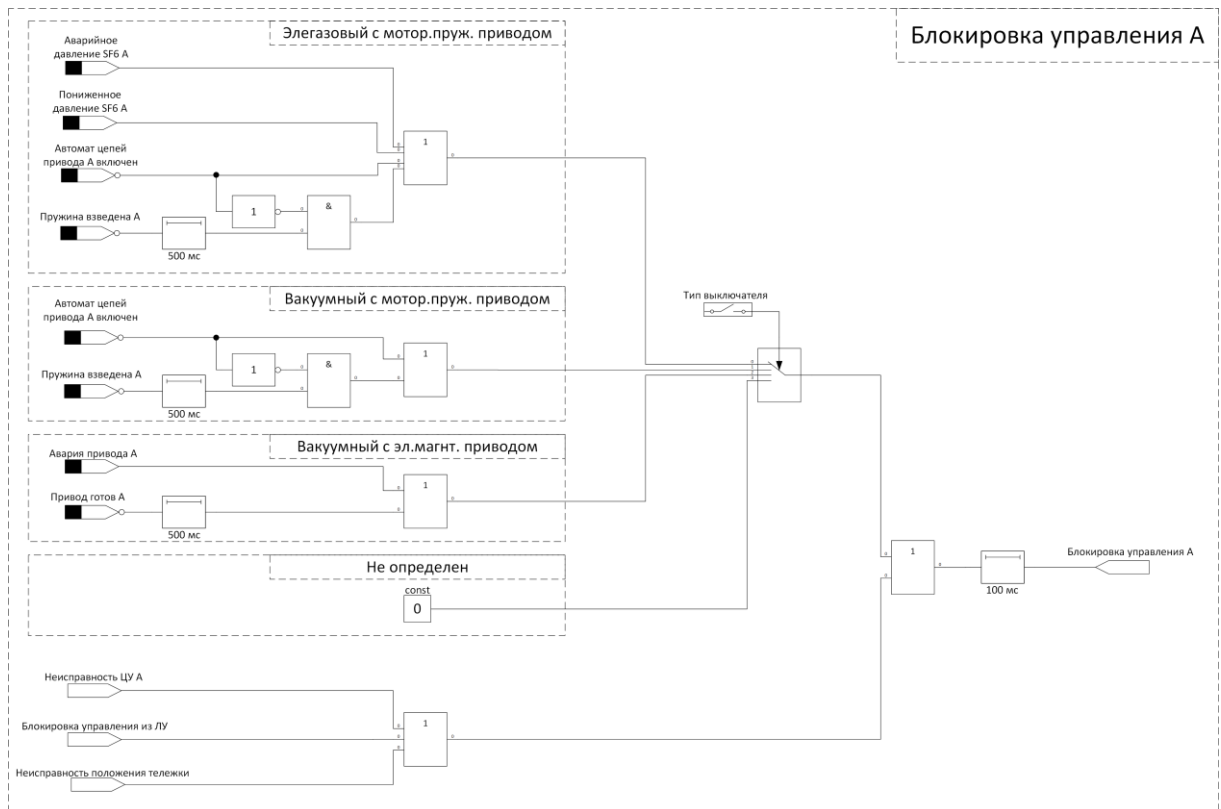 Блокировка управления А
Элегазовый с мотор.пруж. приводом
Аварийное
давление SF6 А
Пониженное
давление SF6 А
Автомат цепей
привода А включен
Пружина взведена А
500 мс
1
&
1
Вакуумный с мотор.пруж. приводом
Автомат цепей
привода А включен
Пружина взведена А
500 мс
1
&
1
Тип выключателя
Вакуумный с эл.магнт. приводом
Авария привода А
Привод готов А
500 мс
1
Не определен
const
0
1
100 мс
Блокировка управления А
Неисправность ЦУ А
Блокировка управления из ЛУ
Неисправность положения тележки
1